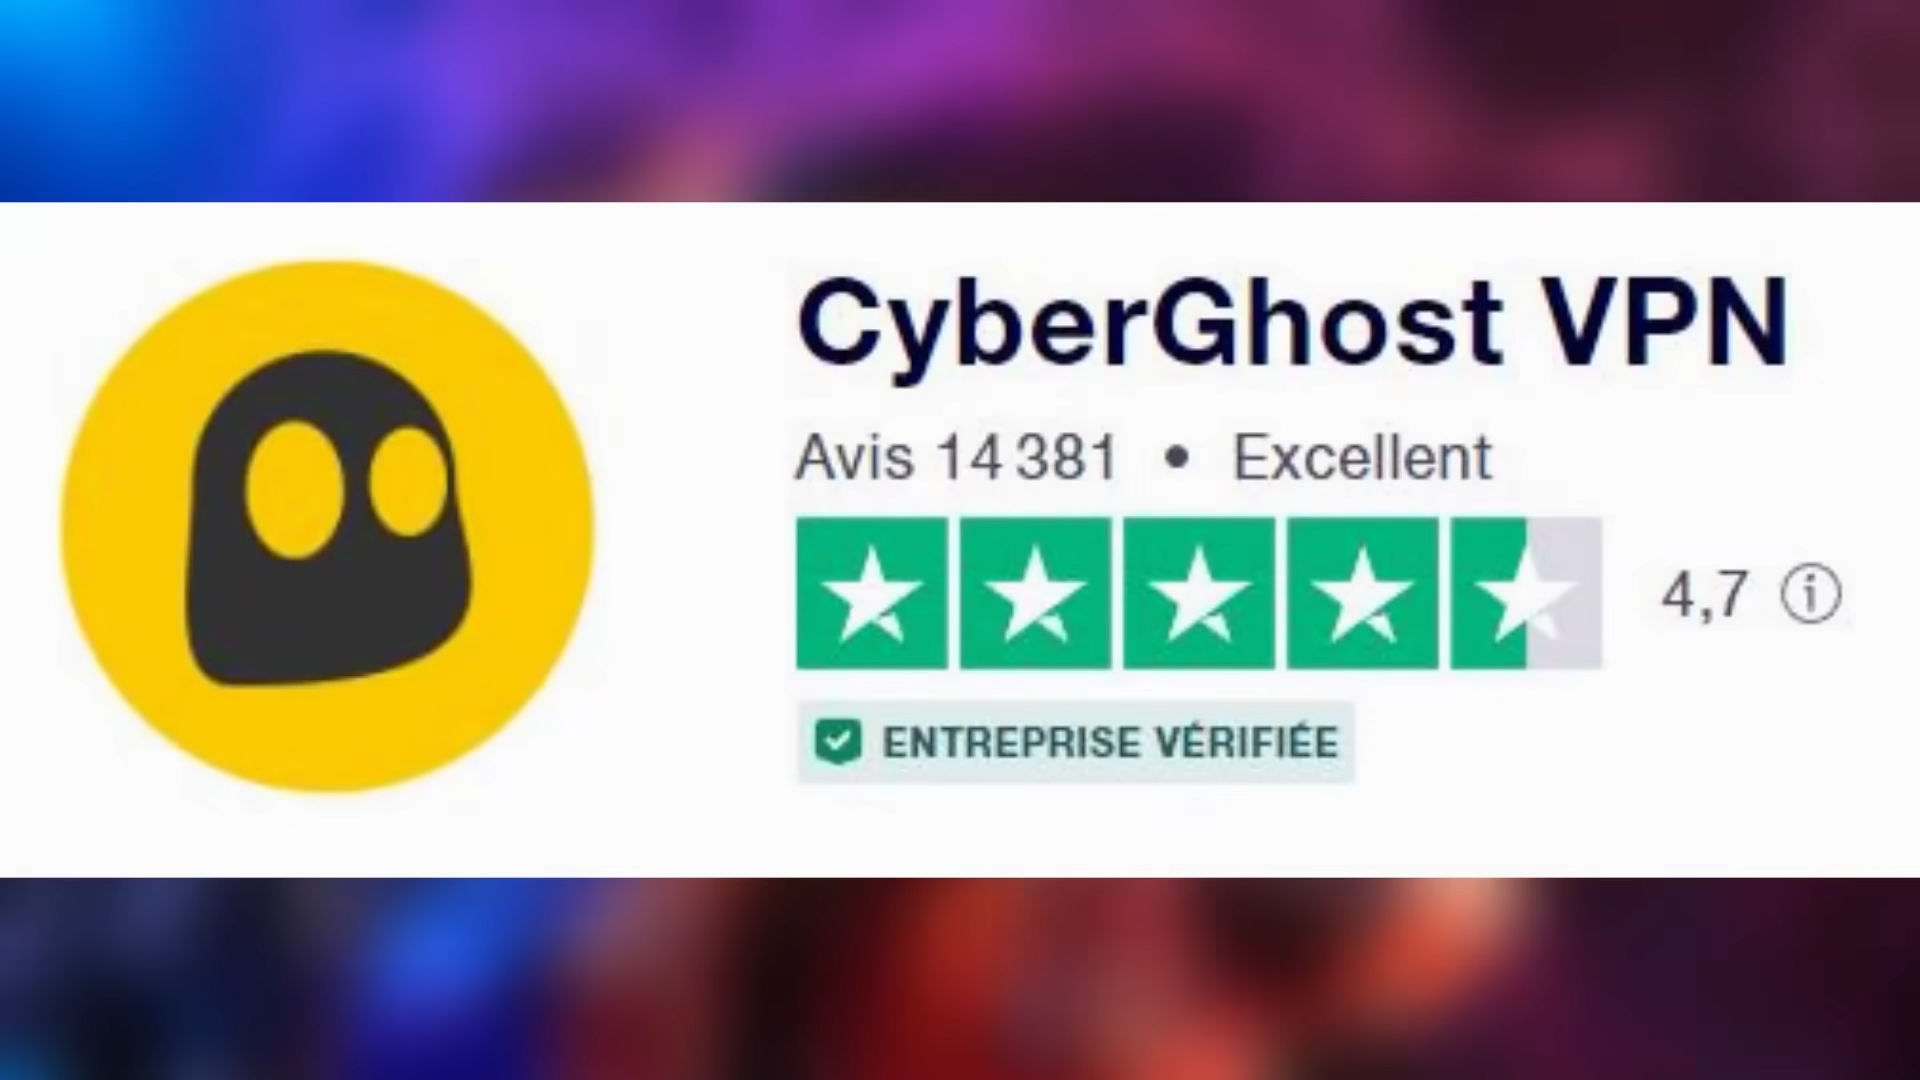 CyberGhost VPN
Avis 14 381 • Excellent
4,7
ENTREPRISE VÉRIFIÉE